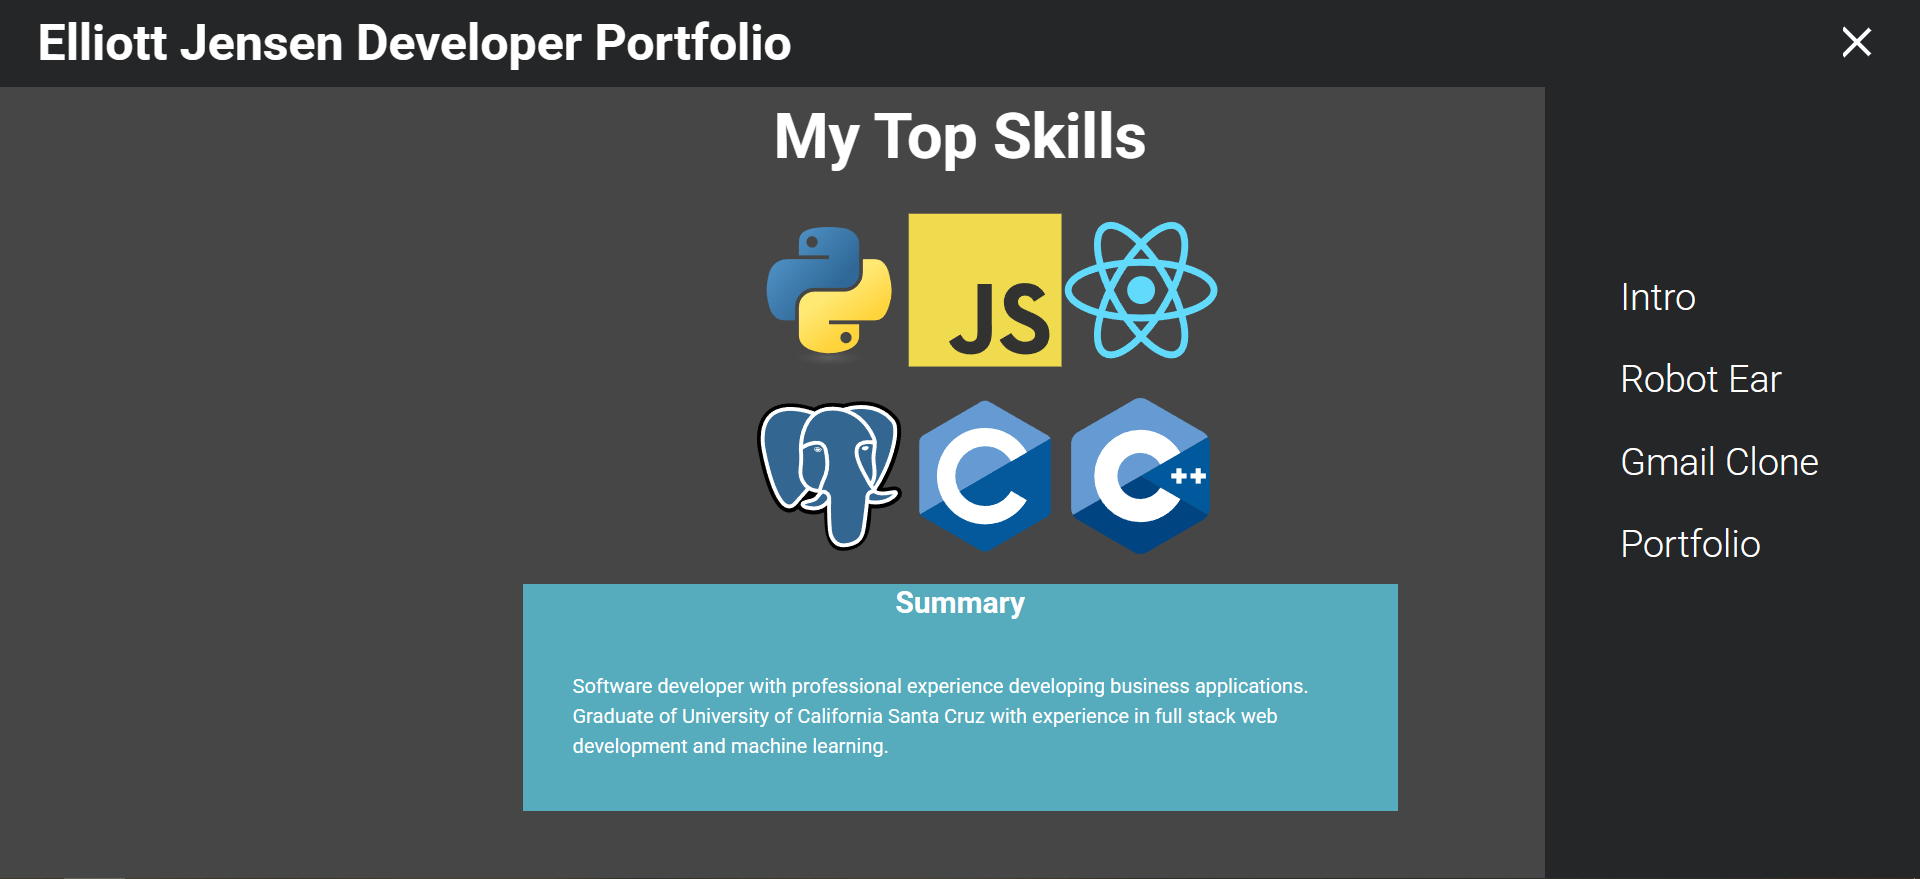 Elliott Jensen Developer Portfolio
My Top Skills
JS
C
C++
Summary
Software developer with professional experience developing business applications.
Graduate of University of California Santa Cruz with experience in full stack web
development and machine learning.
Intro
Robot Ear
Gmail Clone
Portfolio